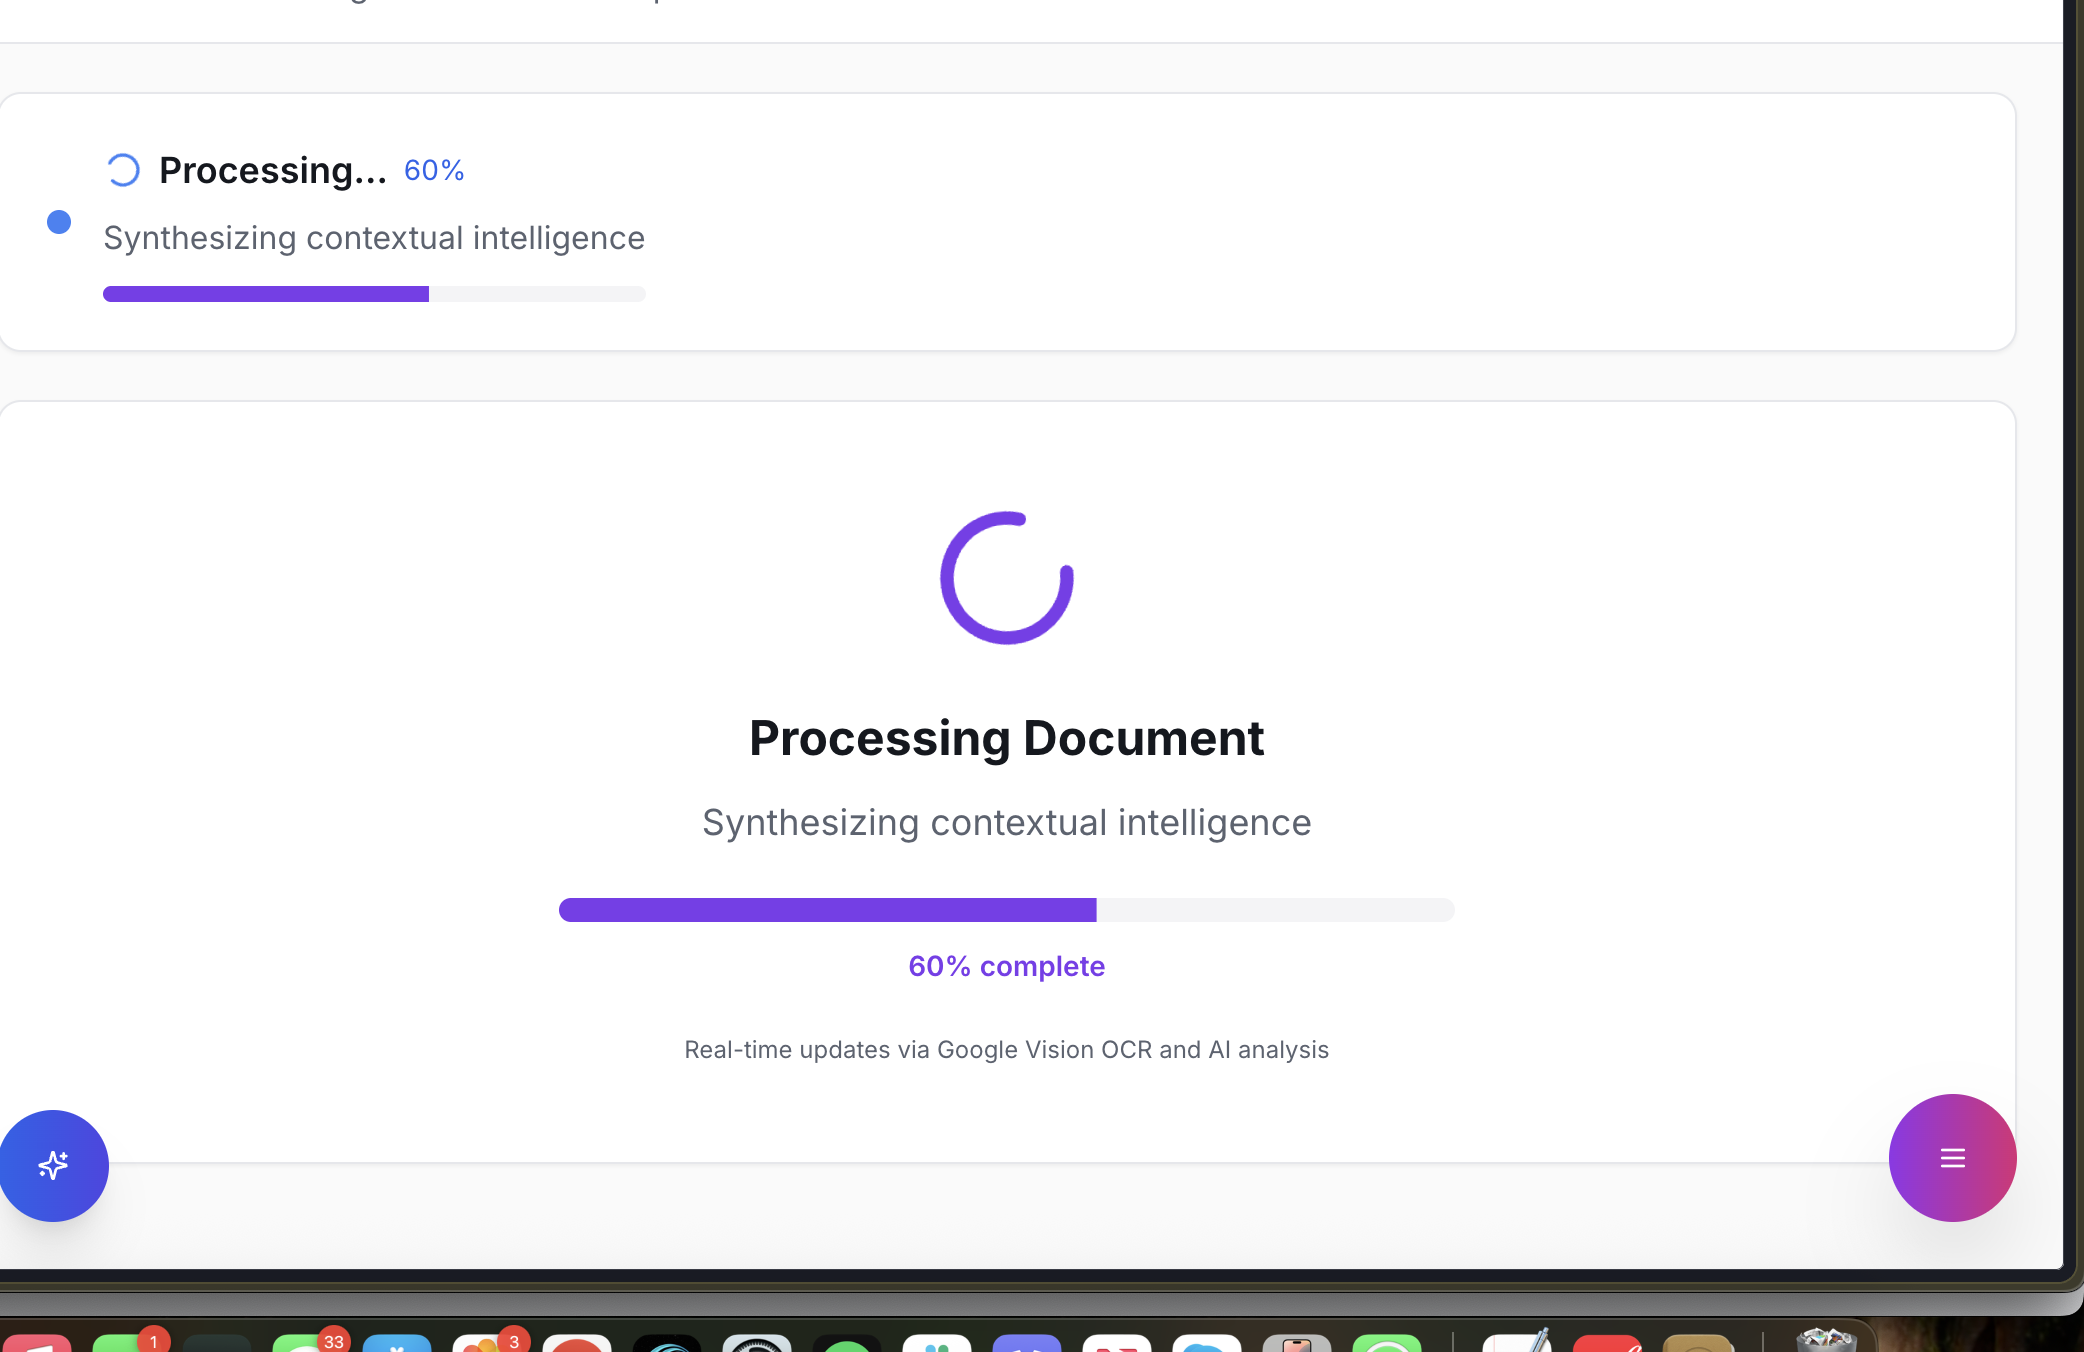 Processing... 60%
Synthesizing contextual intelligence
Processing Document
Synthesizing contextual intelligence
60% complete
Real-time updates via Google Vision OCR and AI analysis
1
33
3